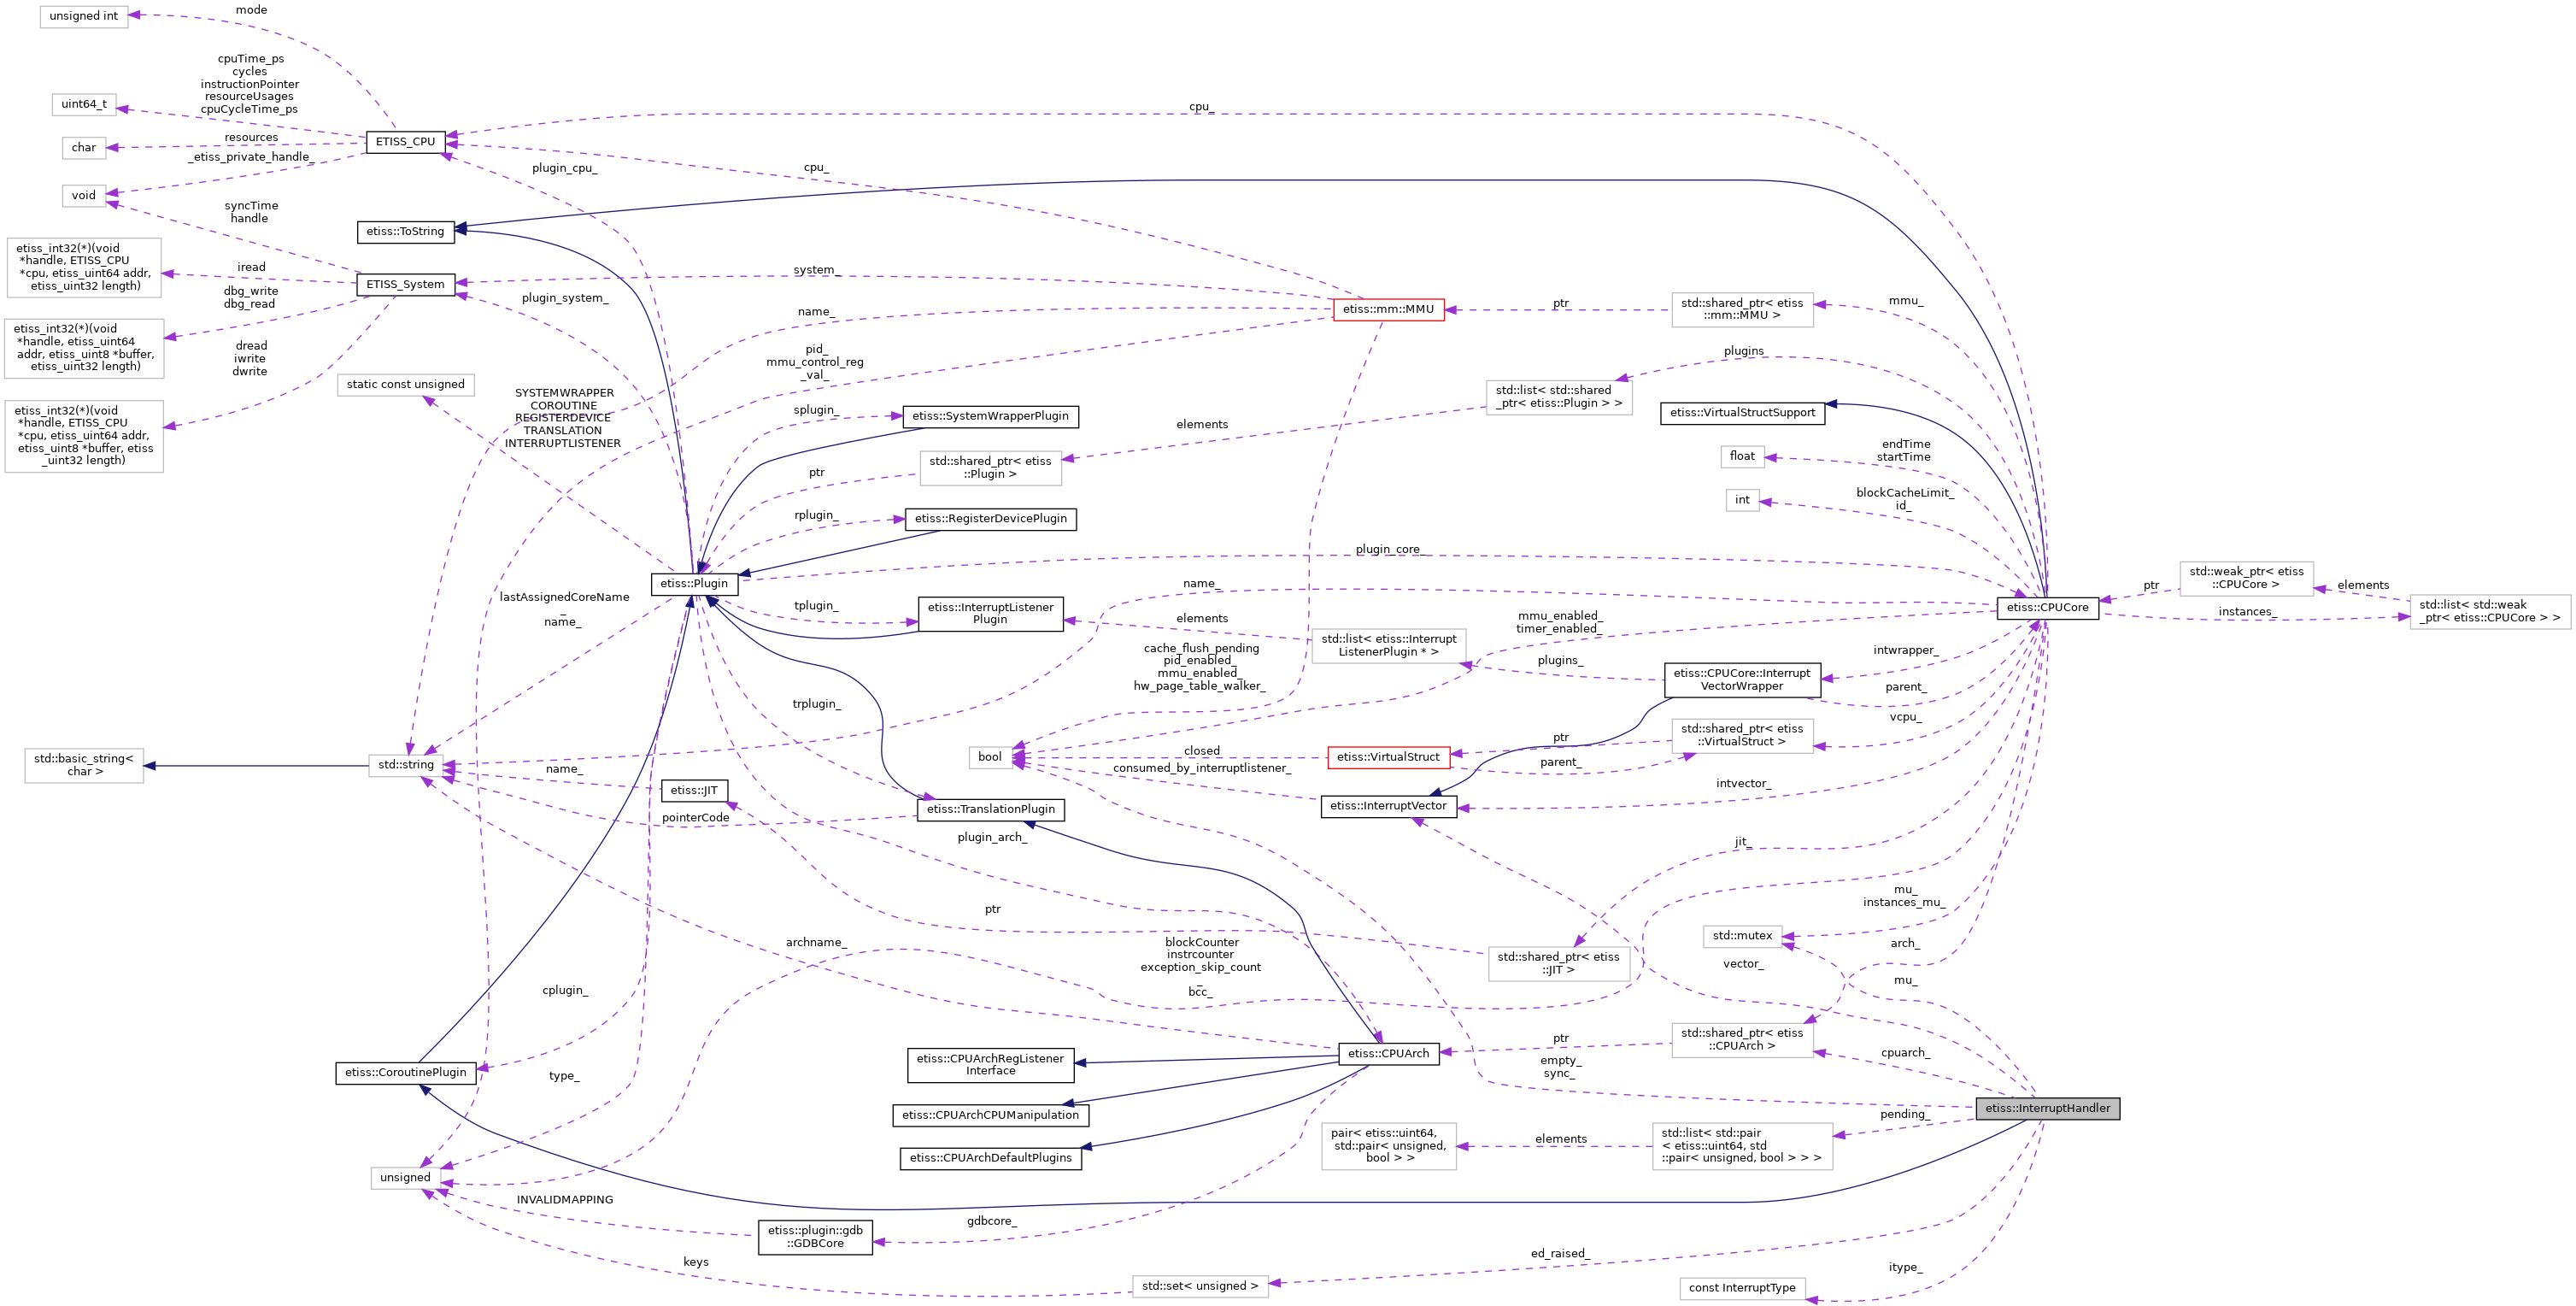 unsigned int
mode
cpuTime_ps
cycles
instructionPointer
resourceUsages
cpuCycleTime_ps
uint64_t
cpu_
ETISS_CPU
resources
char
_etiss_private_handle_
plugin_cpu_
cpu_
void
syncTime
handle
etiss::ToString
etiss_int32(*)(void
*handle, ETISS_CPU
*cpu, etiss_uint64 addr,
etiss_uint32 length)
iread
ETISS_System
system_
dbg_write
dbg_read
plugin_system_
etiss::mm::MMU
ptr
std::shared_ptr< etiss
::mm::MMU >
mmu_
name_
etiss_int32(*)(void
*handle, etiss_uint64
addr, etiss_uint8 *buffer,
etiss_uint32 length)
dread
iwrite
dwrite
pid_
mmu_control_reg
_val_
plugins
static const unsigned
std::list< std::shared
_ptr< etiss::Plugin > >
etiss_int32(*)(void
*handle, ETISS_CPU
*cpu, etiss_uint64 addr,
etiss_uint8 *buffer, etiss
_uint32 length)
SYSTEMWRAPPER
COROUTINE
REGISTERDEVICE
TRANSLATION
INTERRUPTLISTENER
splugin_
etiss::SystemWrapperPlugin
elements
etiss::VirtualStructSupport
endTime
startTime
float
std::shared_ptr< etiss
::Plugin >
ptr
blockCacheLimit_
id_
int
rplugin_
etiss::RegisterDevicePlugin
plugin_core_
etiss::Plugin
name_
std::weak_ptr< etiss
::CPUCore >
ptr
elements
std::list< std::weak
_ptr< etiss::CPUCore > >
instances_
etiss::CPUCore
lastAssignedCoreName
_
name_
tplugin_
etiss::InterruptListener
Plugin
elements
mmu_enabled_
timer_enabled_
std::list< etiss::Interrupt
ListenerPlugin * >
plugins_
intwrapper_
etiss::CPUCore::Interrupt
VectorWrapper
parent_
cache_flush_pending
pid_enabled_
mmu_enabled_
hw_page_table_walker_
trplugin_
vcpu_
std::shared_ptr< etiss
::VirtualStruct >
ptr
std::basic_string<
char >
std::string
name_
etiss::JIT
bool
closed
etiss::VirtualStruct
parent_
consumed_by_interruptlistener_
intvector_
etiss::InterruptVector
etiss::TranslationPlugin
pointerCode
plugin_arch_
jit_
ptr
mu_
instances_mu_
archname_
blockCounter
instrcounter
exception_skip_count
_
bcc_
std::shared_ptr< etiss
::JIT >
std::mutex
arch_
vector_
mu_
cplugin_
std::shared_ptr< etiss
::CPUArch >
ptr
cpuarch_
etiss::CPUArch
etiss::CPUArchRegListener
Interface
etiss::CoroutinePlugin
type_
empty_
sync_
etiss::InterruptHandler
etiss::CPUArchCPUManipulation
pending_
pair< etiss::uint64,
std::pair< unsigned,
bool > >
elements
std::list< std::pair
< etiss::uint64, std
::pair< unsigned, bool > > >
etiss::CPUArchDefaultPlugins
unsigned
INVALIDMAPPING
etiss::plugin::gdb
::GDBCore
gdbcore_
keys
ed_raised_
std::set< unsigned >
itype_
const InterruptType